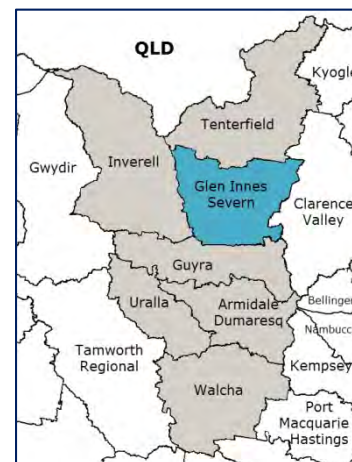 QLD
Kyogle
Tenterfield
Inverell
Gwydir
Glen Innes
Severn
Clarence
Valley
Guyra
Uralla
Armidale
Dumaresq
Bellinger
Nambucc
Tamworth
Regional
Kempsey
Walcha
Port
Macquarie
Hastings